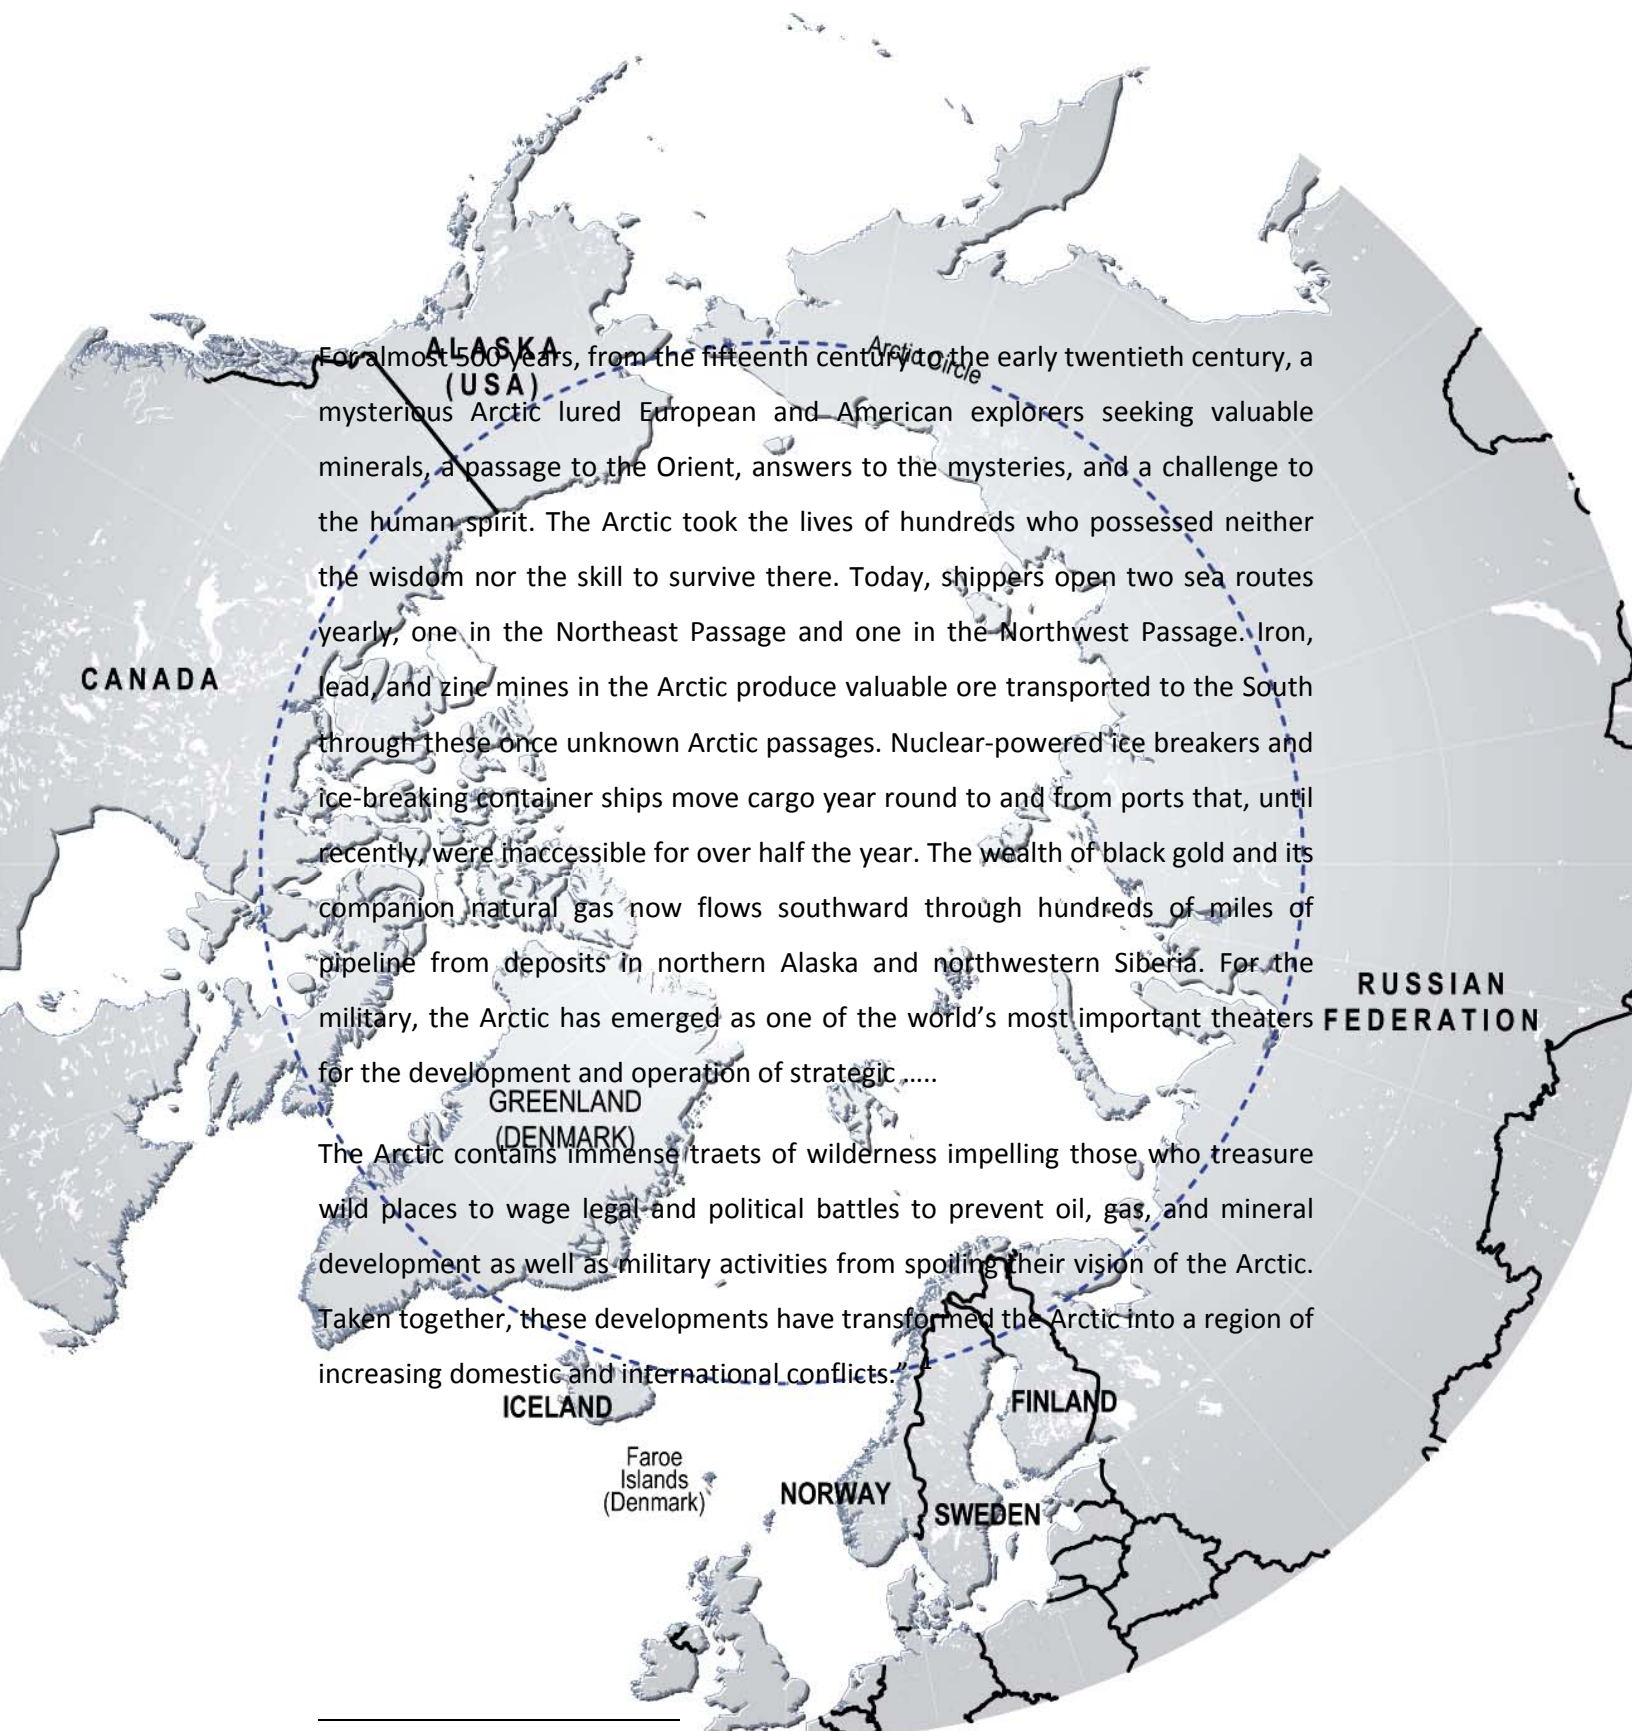 ALASKA
(USA)
Arctic Circle
For almost 500 years, from the fifteenth century to the early twentieth century, a
mysterious Arctic lured European and American explorers seeking valuable
minerals, a passage to the Orient, answers to the mysteries, and a challenge to
the human spirit. The Arctic took the lives of hundreds who possessed neither
the wisdom nor the skill to survive there. Today, shippers open two sea routes
yearly, one in the Northeast Passage and one in the Northwest Passage. Iron,
lead, and zinc mines in the Arctic produce valuable ore transported to the South
through these once unknown Arctic passages. Nuclear-powered ice breakers and
ice-breaking container ships move cargo year round to and from ports that, until
recently, were inaccessible for over half the year. The wealth of black gold and its
companion natural gas now flows southward through hundreds of miles of
pipeline from deposits in northern Alaska and northwestern Siberia. For the
military, the Arctic has emerged as one of the world's most important theaters
for the development and operation of strategic .....
The Arctic contains immense traets of wilderness impelling those who treasure
wild places to wage legal and political battles to prevent oil, gas, and mineral
development as well as military activities from spoiling their vision of the Arctic.
Taken together, these developments have transformed the Arctic into a region of
increasing domestic and international conflicts.” 1
CANADA
RUSSIAN
FEDERATION
GREENLAND
(DENMARK)
ICELAND
FINLAND
Faroe
Islands
(Denmark)
NORWAY
SWEDEN